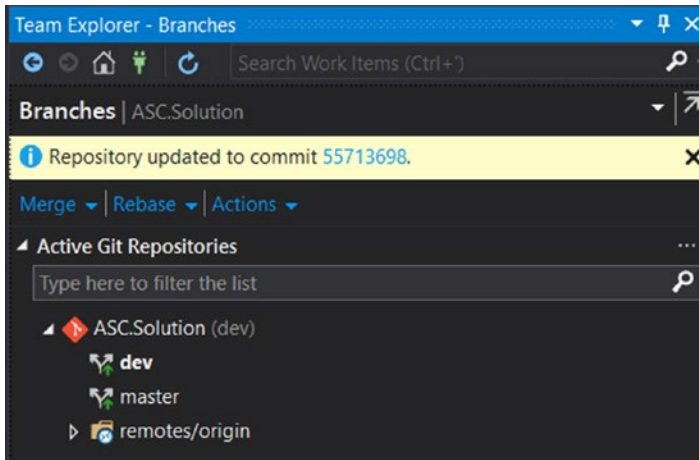 Team Explorer - Branches
Search Work Items (Ctrl+')
Branches | ASC.Solution
Repository updated to commit 55713698.
Merge | Rebase | Actions
Active Git Repositories
Type here to filter the list
ASC.Solution (dev)
dev
master
remotes/origin